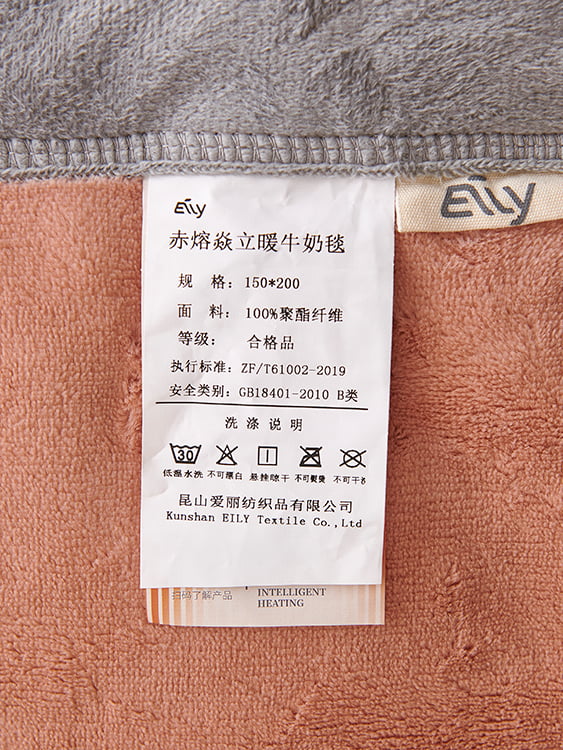 EILY
EILY
赤熔焱立暖牛奶毯
规 格：150*200
面 料：100%聚酯纤维
等级： 合格品
执行标准：ZF/T61002-2019
安全类别：GB18401-2010 B类
洗涤说明
30
低温水洗 不可漂白 悬挂晾干 不可熨烫 不可干洗
昆山爱丽纺织品有限公司
Kunshan EILY Textile Co.,Ltd
扫码了解产品
INTELLIGENT
HEATING